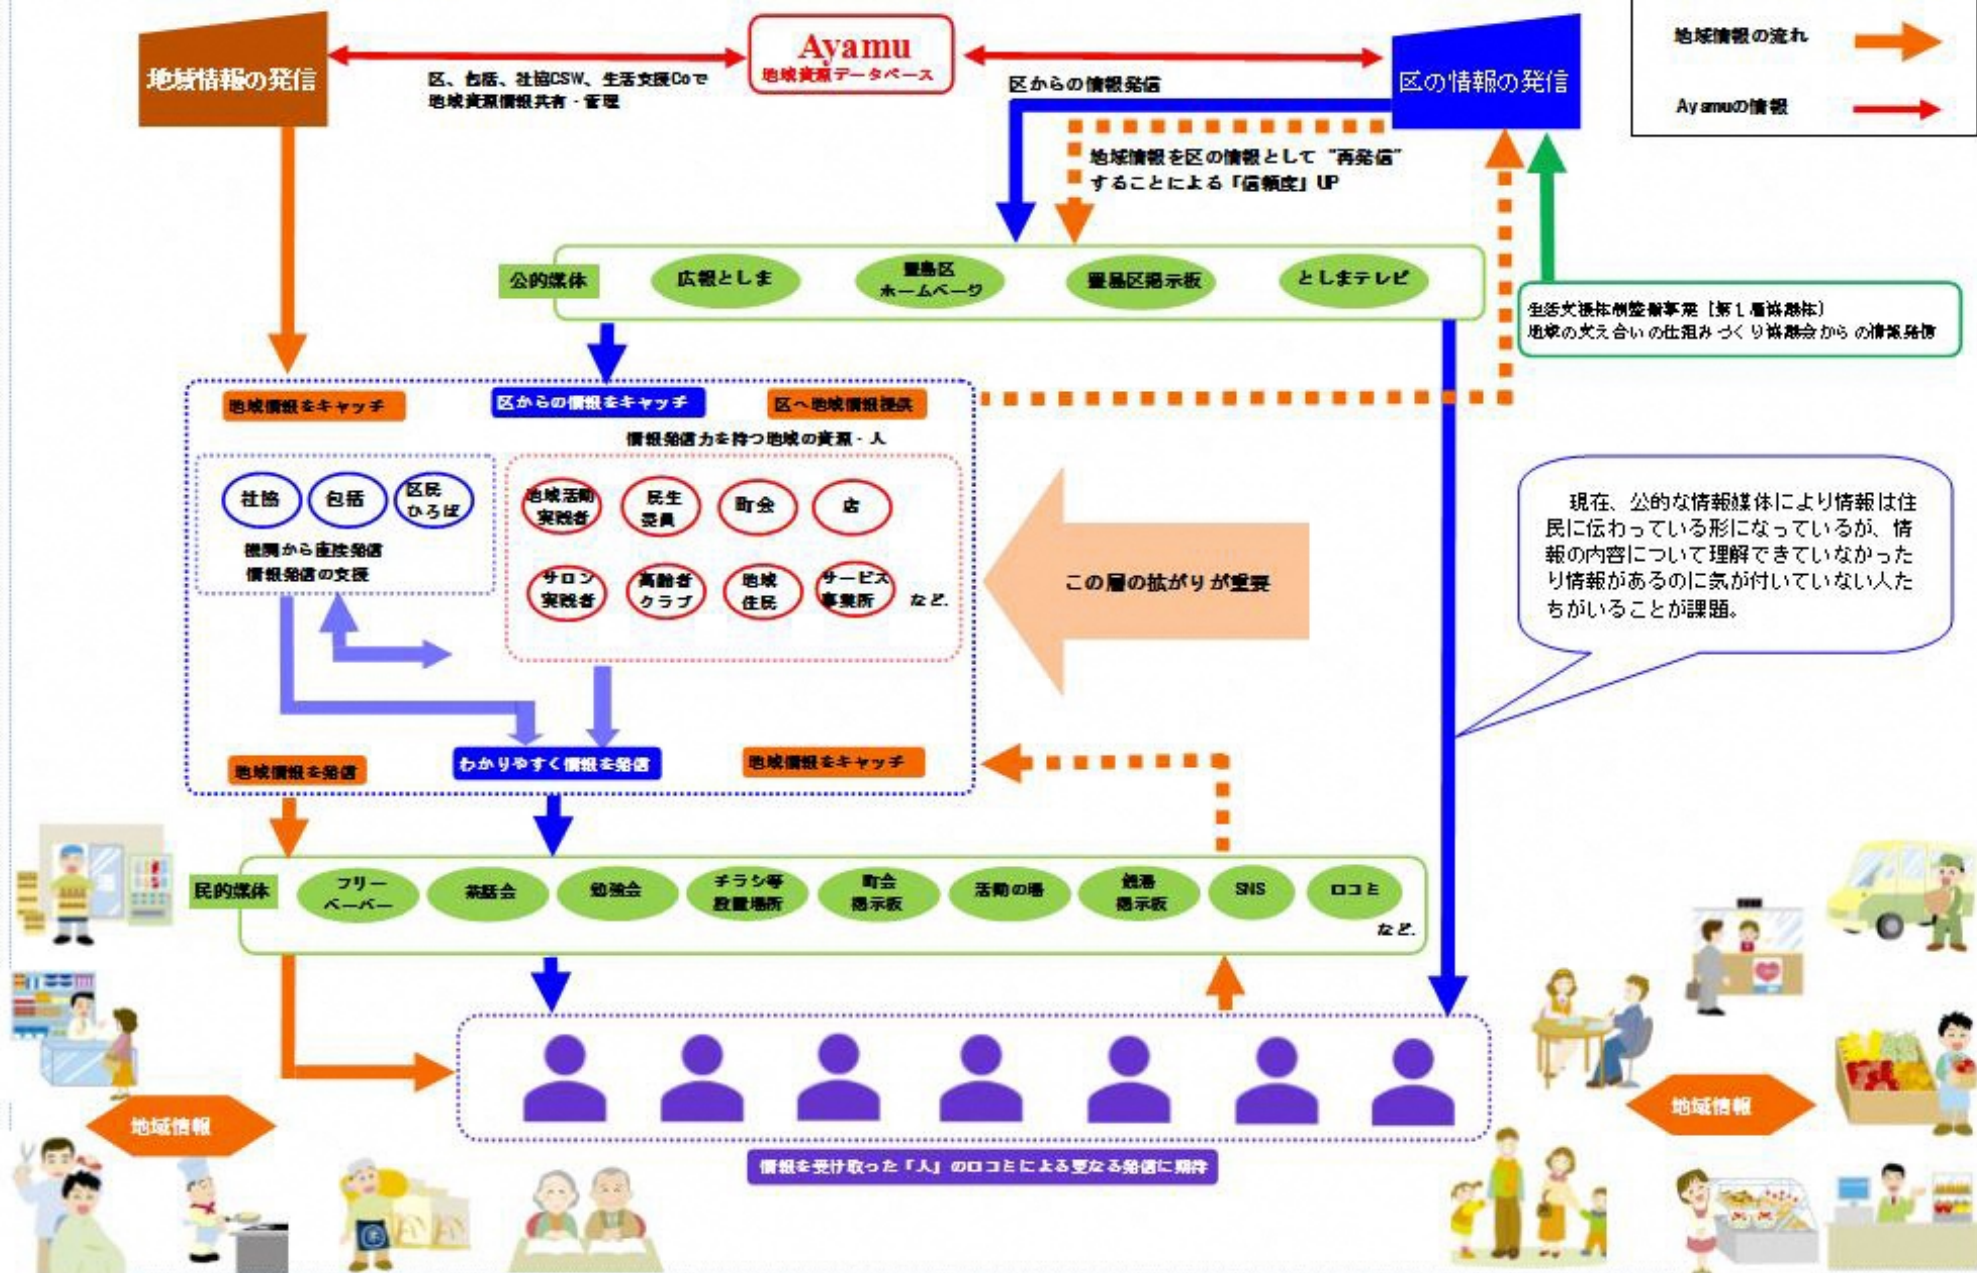 地域情報の発信
Ayamu
地域資源データベース
区の情報の発信
地域情報の流れ
Ayamuの情報
区、包括、社協CSW、生活支援Coで
地域資源情報共有・管理
区からの情報発信
地域情報を区の情報として“再発信”
することによる「信頼度」UP
公的媒体
広報としま
豊島区
ホームページ
豊島区掲示板
としまテレビ
生活支援体制整備事業〔第1層協議体〕
地域の支え合いの仕組みづくり協議会からの情報発信
地域情報をキャッチ
区からの情報をキャッチ
区へ地域情報提供
情報発信力を持つ地域の資源・人
社協
包括
区民
ひろば
機関から直接発信
情報発信の支援
地域活動
実践者
民生
委員
町会
店
サロン
実践者
高齢者
クラブ
地域
住民
サービス
事業所
など.
この層の拡がりが重要
現在、公的な情報媒体により情報は住
民に伝わっている形になっているが、情
報の内容について理解できていなかった
り情報があるのに気が付いていない人た
ちがいることが課題。
地域情報を発信
わかりやすく情報を発信
地域情報をキャッチ
民的媒体
フリー
ペーパー
茶話会
勉強会
チラシ等
設置場所
町会
掲示板
活動の場
銭湯
掲示板
SNS
口コミ
など.
地域情報
地域情報
情報を受け取った「人」の口コミによる更なる発信に期待